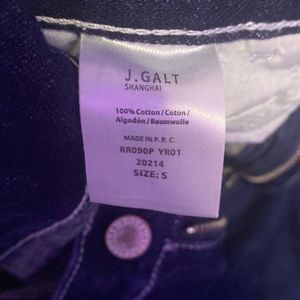 J.GALT
SHANGHAI
100% Cotton / Coton /
Algodón / Baumwolle
MADE IN P. R. C.
RR090P YR01
20214
SIZE: S